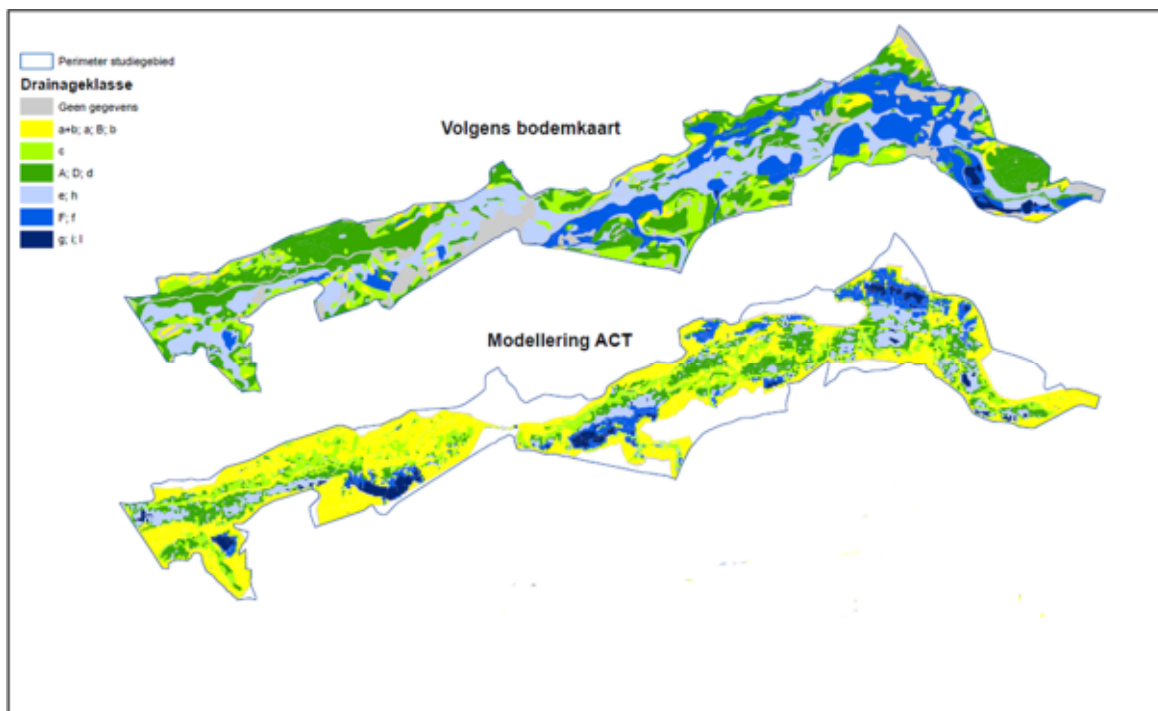 Perimeter studiegebied
Drainageklasse
Geen gegevens
a+b; a; B; b
c
A; D; d
e; h
F; f
g; i; I
Volgens bodemkaart
Modellering ACT